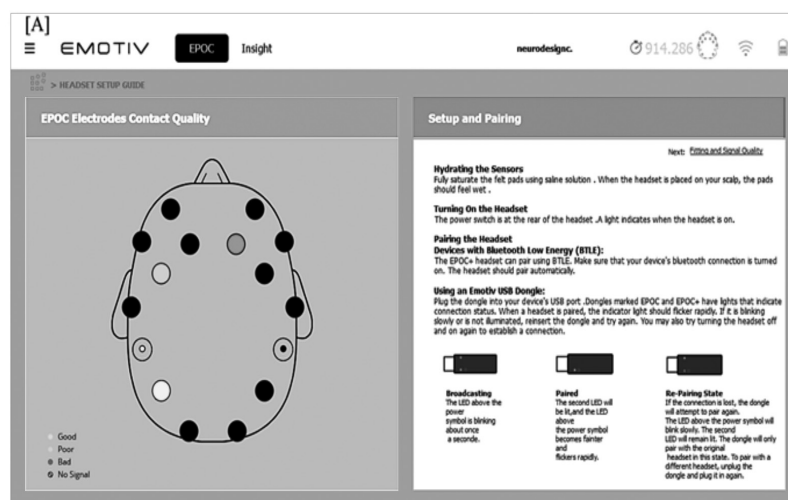 [A]
EMOTIV EPOC Insight neurodesignc. 914.286
> HEADSET SETUP GUIDE
EPOC Electrodes Contact Quality
Good
Poor
Bad
No Signal
Setup and Pairing
Next: Fitting and Signal Quality
Hydrating the Sensors
Fully saturate the felt pads using saline solution . When the headset is placed on your scalp, the pads
should feel wet .
Turning On the Headset
The power switch is at the rear of the headset .A light indicates when the headset is on.
Pairing the Headset
Devices with Bluetooth Low Energy (BTLE):
The EPOC+ headset can pair using BTLE. Make sure that your device's bluetooth connection is turned
on. The headset should pair automatically.
Using an Emotiv USB Dongle:
Plug the dongle into your device's USB port .Dongles marked EPOC and EPOC+ have lights that indicate
connection status. When a headset is paired, the indicator light should flicker rapidly. If it is blinking
slowly or is not illuminated, reinsert the dongle and try again. You may also try turning the headset off
and on again to establish a connection.
Broadcasting
The LED above the
power
symbol is blinking
about once
a seconde.
Paired
The second LED will
be lit,and the LED
above
the power symbol
becomes fainter
and
flickers rapidly.
Re-Pairing State
If the connection is lost, the dongle
will attempt to pair again.
The LED above the power symbol will
blink slowly. The second
LED will remain lit. The dongle will only
pair with the original
headset in this state. To pair with a
different headset, unplug the
dongle and plug it in again.